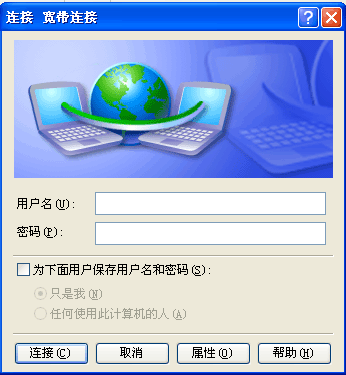 连接 宽带连接
用户名(U):
密码(P):
为下面用户保存用户名和密码(S):
只是我(N)
任何使用此计算机的人(A)
连接(C) 取消 属性(O) 帮助(H)